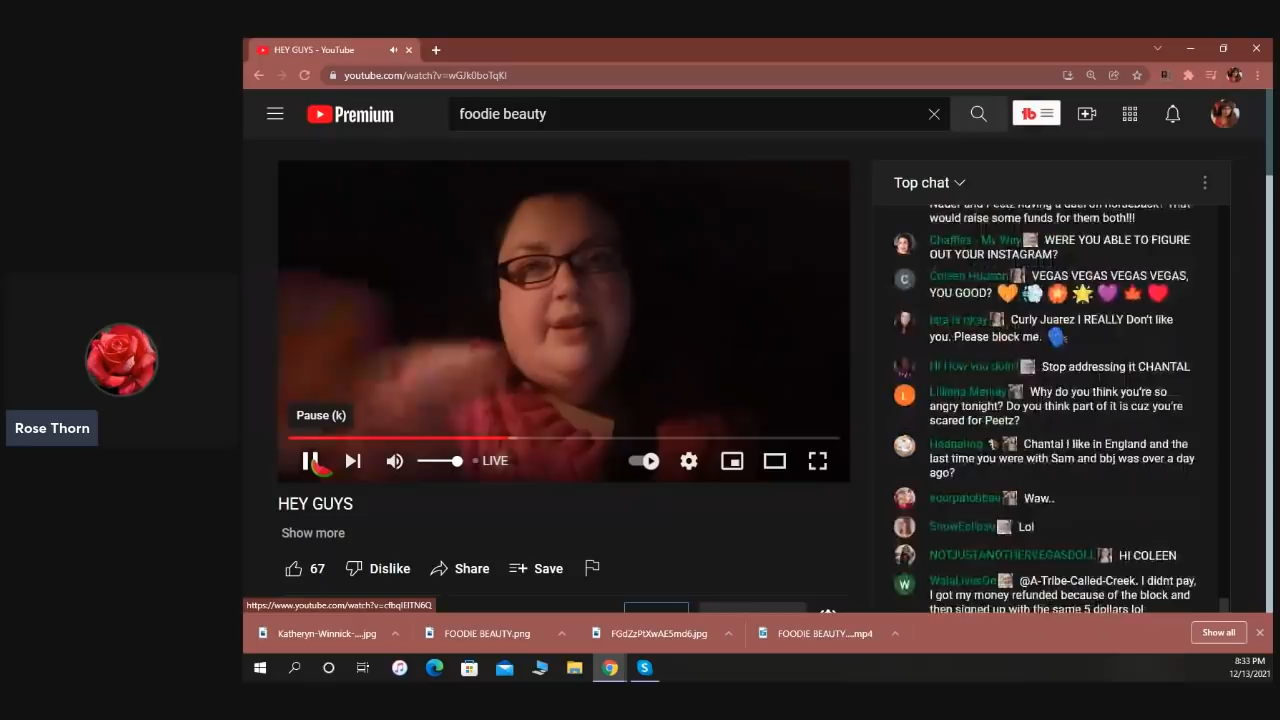 HEY GUYS - YouTube
youtube.com/watch?v=wGJk0boTqKI
Premium
foodie beauty
Top chat
would raise some funds for them both!!!
WERE YOU ABLE TO FIGURE
OUT YOUR INSTAGRAM?
VEGAS VEGAS VEGAS VEGAS,
YOU GOOD?
Curly Juarez I REALLY Don't like
you. Please block me.
Stop addressing it CHANTAL
Why do you think you're so
angry tonight? Do you think part of it is cuz you're
scared for Peetz?
Chantal I like in England and the
last time you were with Sam and bbj was over a day
ago?
Waw..
Lol
NOTJUSTANOTHERVEGASDOLL HI COLEEN
@A-Tribe-Called-Creek. I didnt pay,
I got my money refunded because of the block and
then signed up with the same 5 dollars lol
Rose Thorn
Pause (k)
LIVE
HEY GUYS
Show more
67 Dislike Share Save
https://www.youtube.com/watch?v=cfbqIEITN6Q
Katheryn-Winnick-....jpg FOODIE BEAUTY.png FGdZzPtXwAE5md6.jpg FOODIE BEAUTY....mp4 Show all
8:33 PM
12/13/2021